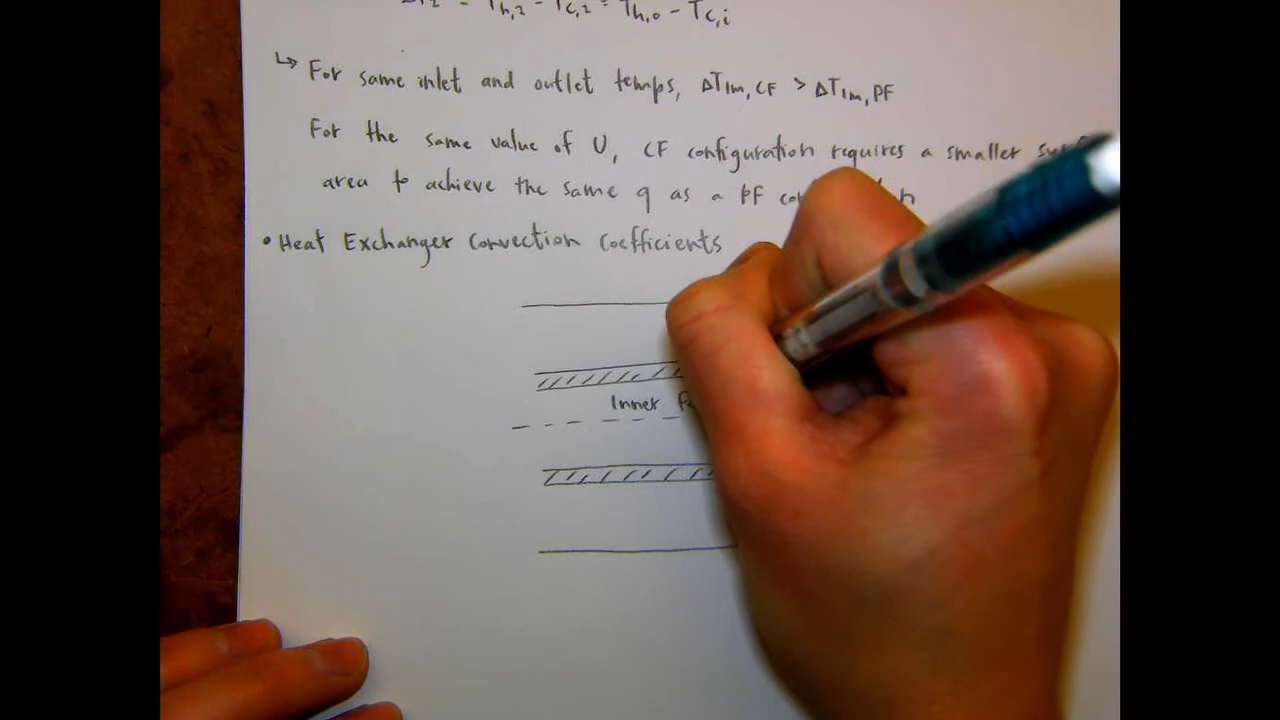 = Th,2 - Tc,2 = Th,o - Tc,i
↳ For same inlet and outlet temps, ΔTlm,CF > ΔTlm,PF
For the same value of U, CF configuration requires a smaller
area to achieve the same q as a PF
• Heat Exchanger Convection Coefficients
Inner